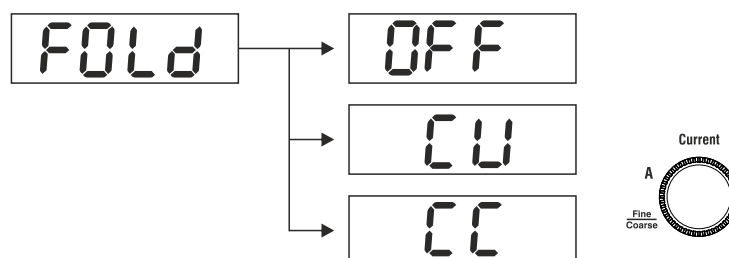 FOLd
OFF
CU
CC
Current
A
Fine
Coarse